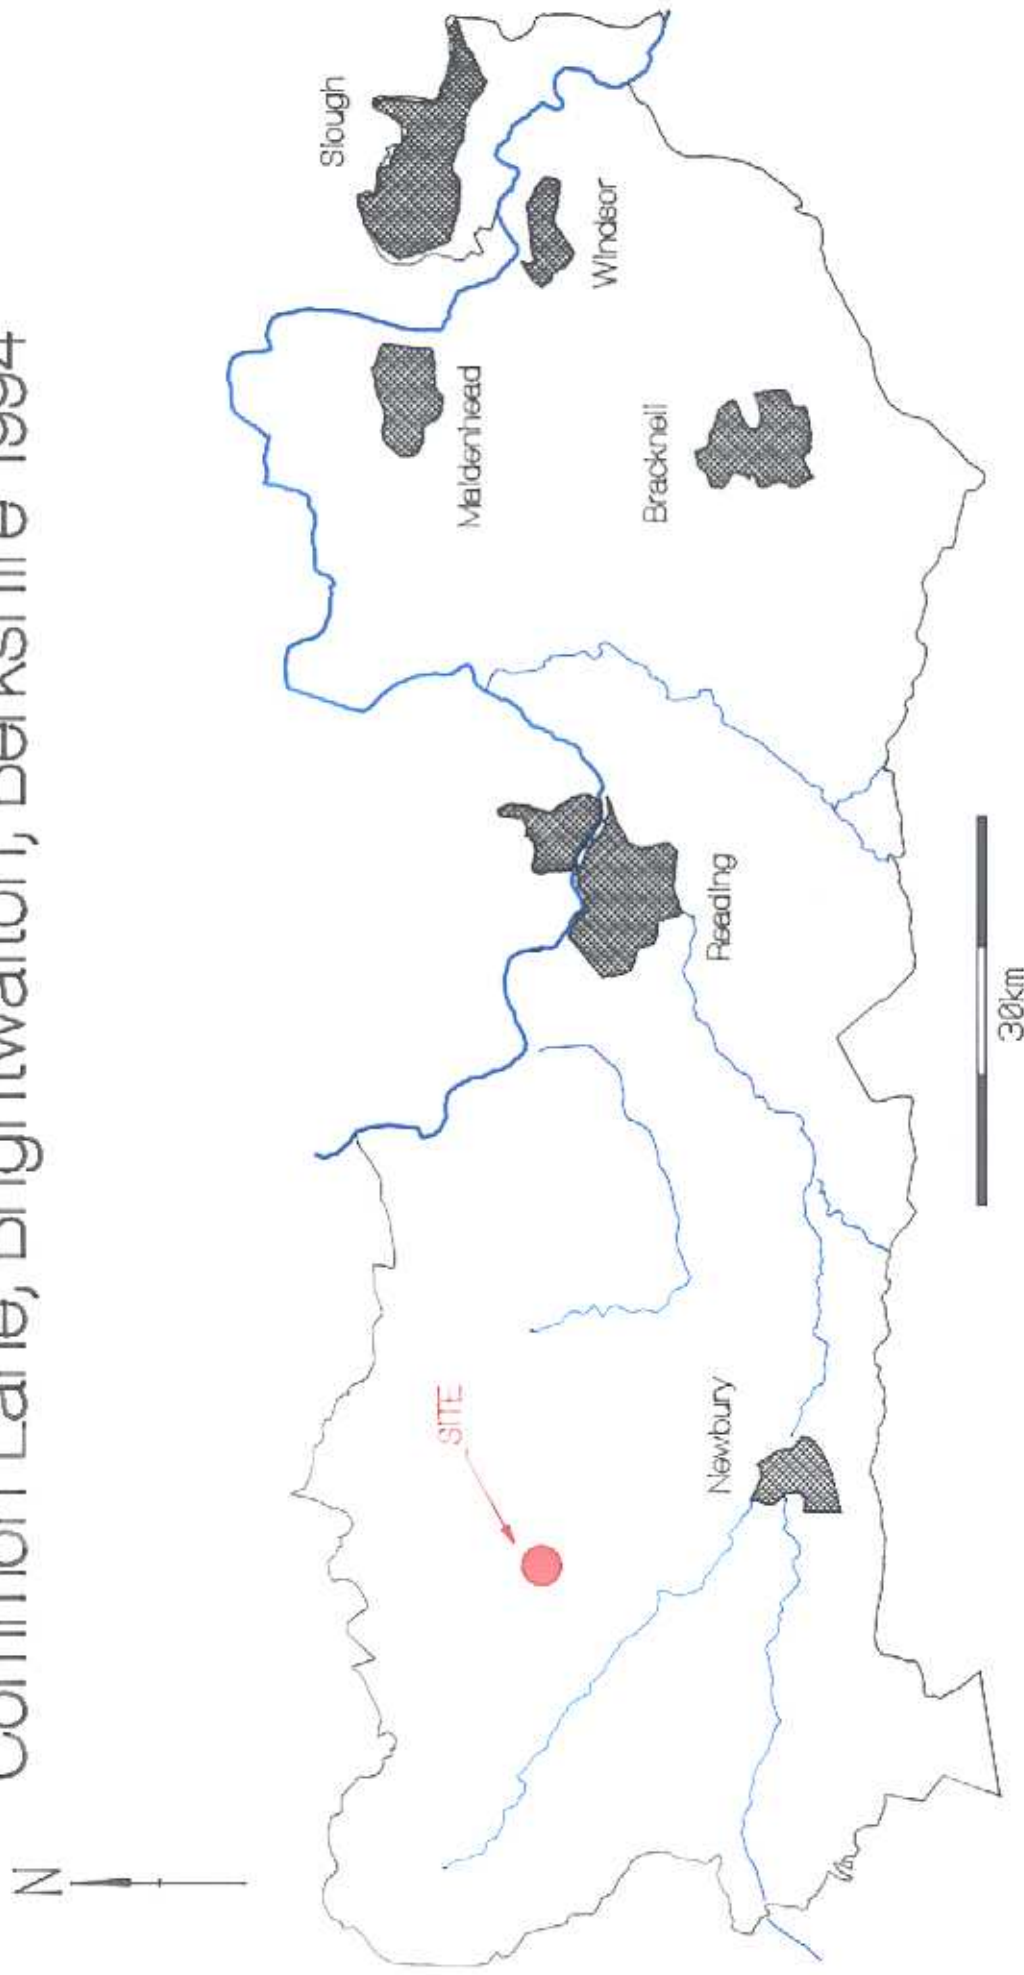 Common Lane, Brightwalton, Berkshire 1994
N
Slough
Windsor
Maidenhead
Bracknell
Reading
SITE
Newbury
30km